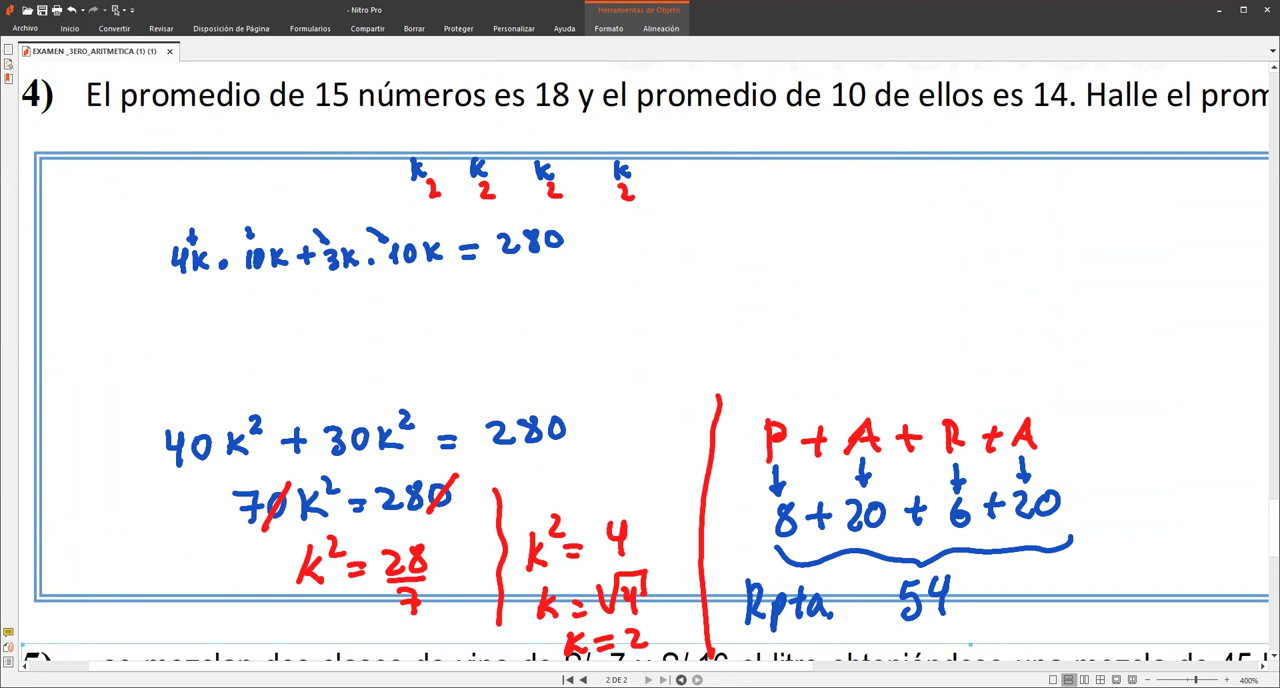 - Nitro Pro
Herramientas de Objeto
Archivo Inicio Convertir Revisar Disposición de Página Formularios Compartir Borrar Proteger Personalizar Ayuda Formato Alineación
EXAMEN _3ERO_ARITMETICA (1) (1) ×
4) El promedio de 15 números es 18 y el promedio de 10 de ellos es 14. Halle el prom
k k k k
2 2 2 2
4k . 10k + 3k . 10k = 280
40k² + 30k² = 280
70k² = 280
k² = 28/7
k² = 4
k = √4
k = 2
P + A + R + A
8 + 20 + 6 + 20
Rpta. 54
2 DE 2
400%